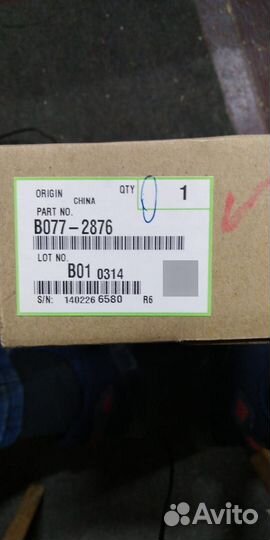 ORIGIN CHINA QTY 1
PART NO.
B077-2876
LOT NO.
B01 0314
S/N: 140226 6580 R6
Avito